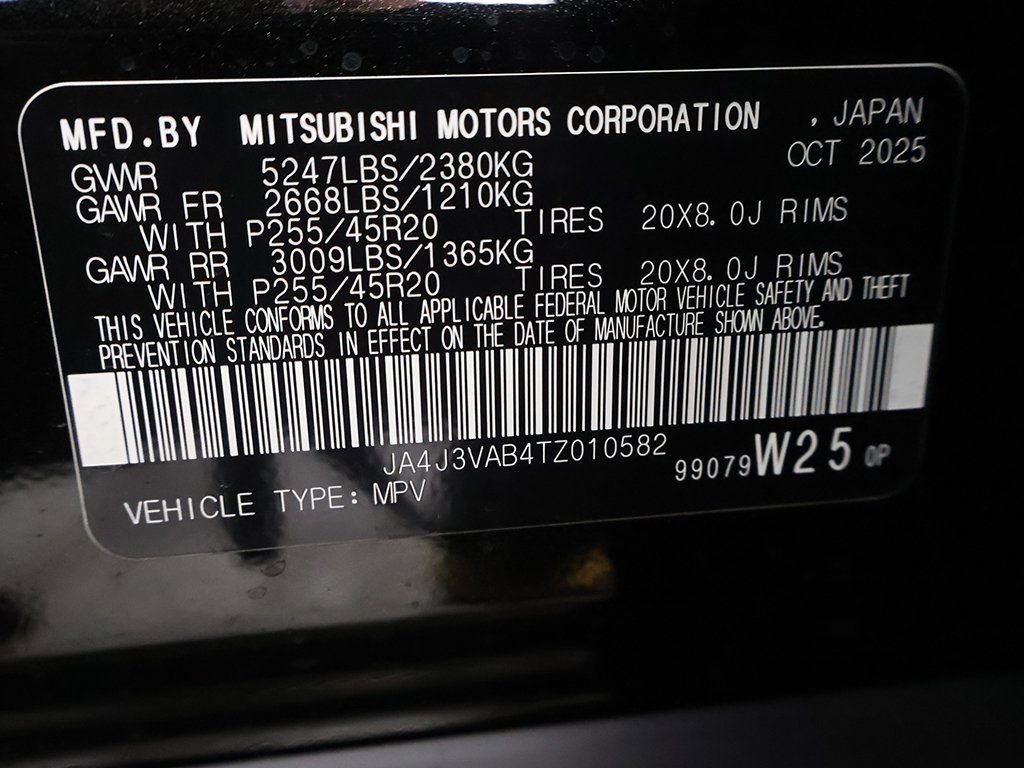 MFD.BY MITSUBISHI MOTORS CORPORATION , JAPAN
OCT 2025
GVWR 5247LBS/2380KG
GAWR FR 2668LBS/1210KG
WITH P255/45R20 TIRES 20X8.0J RIMS
GAWR RR 3009LBS/1365KG
WITH P255/45R20 TIRES 20X8.0J RIMS
THIS VEHICLE CONFORMS TO ALL APPLICABLE FEDERAL MOTOR VEHICLE SAFETY AND THEFT
PREVENTION STANDARDS IN EFFECT ON THE DATE OF MANUFACTURE SHOWN ABOVE.
JA4J3VAB4TZ010582
99079 W25 0P
VEHICLE TYPE: MPV